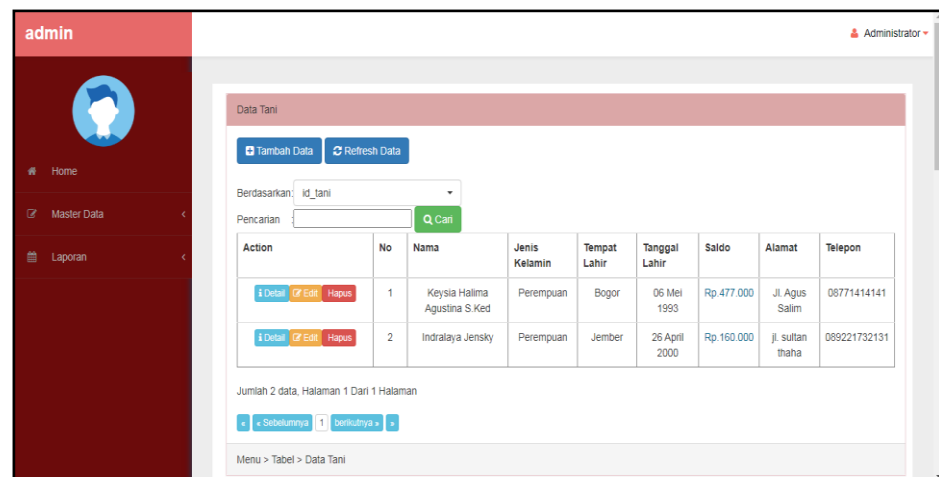 admin
Administrator
Home
Master Data
Laporan
Data Tani
Tambah Data Refresh Data
Berdasarkan: id_tani
Pencarian : Cari
Action No Nama Jenis Kelamin Tempat Lahir Tanggal Lahir Saldo Alamat Telepon
Detail Edit Hapus 1 Keysia Halima Agustina S.Ked Perempuan Bogor 06 Mei 1993 Rp.477.000 Jl. Agus Salim 08771414141
Detail Edit Hapus 2 Indralaya Jensky Perempuan Jember 26 April 2000 Rp.160.000 jl. sultan thaha 089221732131
Jumlah 2 data, Halaman 1 Dari 1 Halaman
« « Sebelumnya 1 berikutnya » »
Menu > Tabel > Data Tani